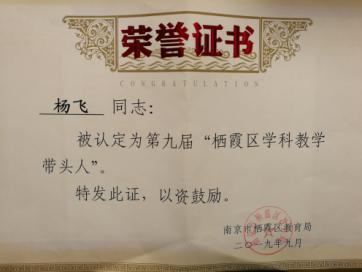 荣誉证书
CONGRATULATION
杨飞 同志：
被认定为第九届“栖霞区学科教学
带头人”。
特发此证，以资鼓励。
南京市栖霞区教育局
二〇一九年九月